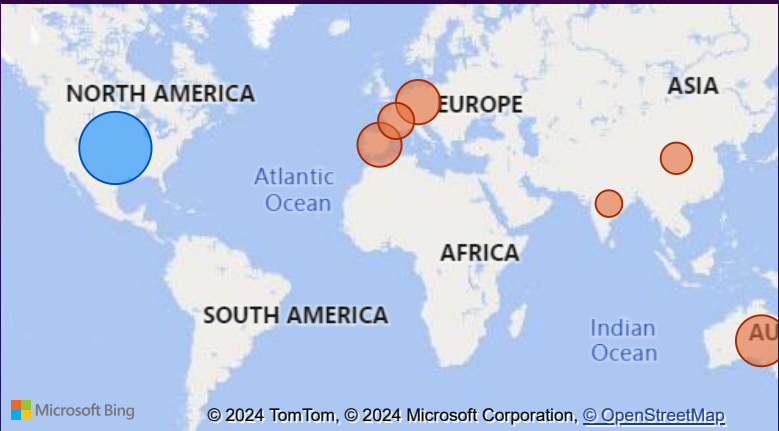 NORTH AMERICA
EUROPE
ASIA
Atlantic
Ocean
AFRICA
SOUTH AMERICA
Indian
Ocean
AU
Microsoft Bing
© 2024 TomTom, © 2024 Microsoft Corporation, © OpenStreetMap